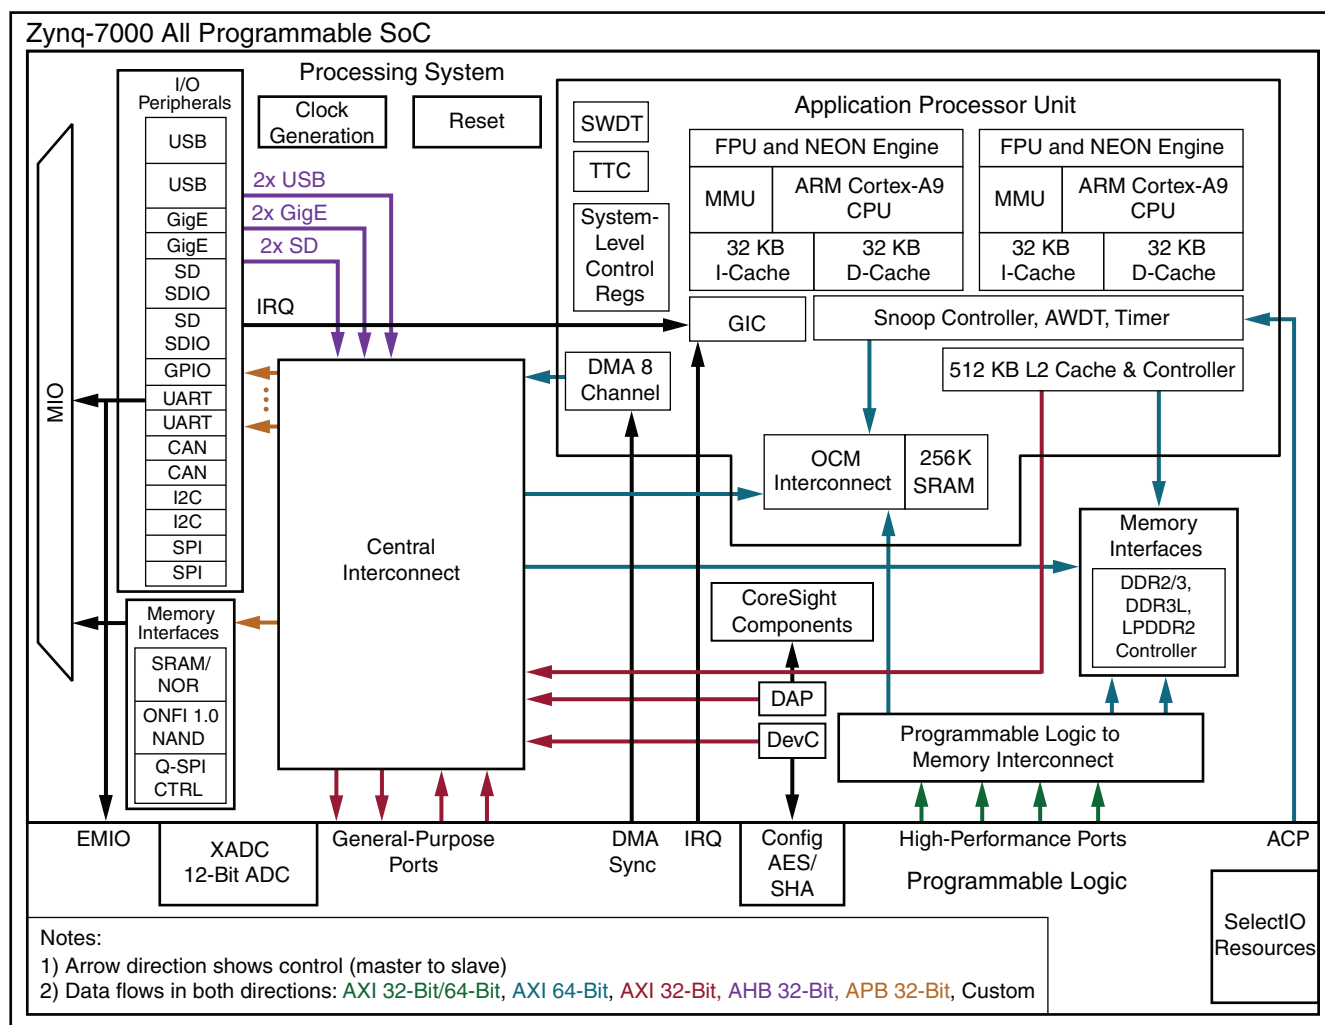 Zynq-7000 All Programmable SoC
Processing System
I/O
Peripherals
USB
USB
GigE
GigE
SD
SDIO
SD
SDIO
GPIO
UART
UART
CAN
CAN
I2C
I2C
SPI
SPI
MIO
Clock
Generation
Reset
2x USB
2x GigE
2x SD
IRQ
Application Processor Unit
SWDT
TTC
System-
Level
Control
Regs
FPU and NEON Engine
MMU
ARM Cortex-A9
CPU
32 KB
I-Cache
32 KB
D-Cache
FPU and NEON Engine
MMU
ARM Cortex-A9
CPU
32 KB
I-Cache
32 KB
D-Cache
GIC
Snoop Controller, AWDT, Timer
DMA 8
Channel
512 KB L2 Cache & Controller
OCM
Interconnect
256K
SRAM
Central
Interconnect
Memory
Interfaces
DDR2/3,
DDR3L,
LPDDR2
Controller
CoreSight
Components
DAP
DevC
Programmable Logic to
Memory Interconnect
Memory
Interfaces
SRAM/
NOR
ONFI 1.0
NAND
Q-SPI
CTRL
EMIO
XADC
12-Bit ADC
General-Purpose
Ports
DMA
Sync
IRQ
Config
AES/
SHA
High-Performance Ports
ACP
Programmable Logic
SelectIO
Resources
Notes:
1) Arrow direction shows control (master to slave)
2) Data flows in both directions: AXI 32-Bit/64-Bit, AXI 64-Bit, AXI 32-Bit, AHB 32-Bit, APB 32-Bit, Custom